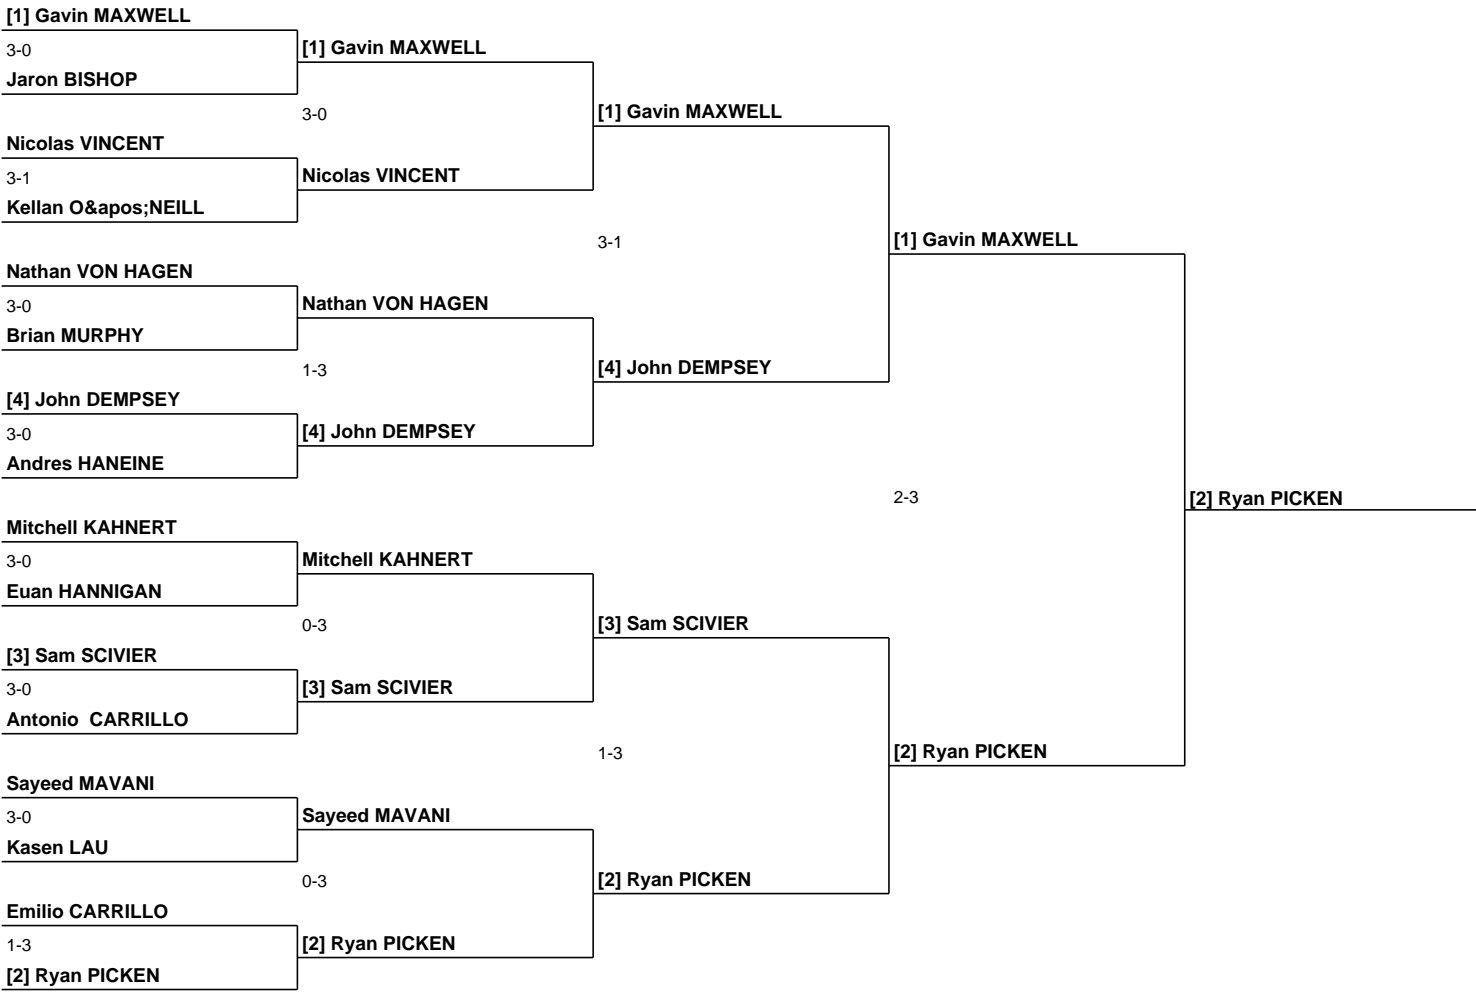 [1] Gavin MAXWELL
3-0
[1] Gavin MAXWELL
Jaron BISHOP
3-0
[1] Gavin MAXWELL
Nicolas VINCENT
3-1
Nicolas VINCENT
Kellan O&apos;NEILL
3-1
[1] Gavin MAXWELL
Nathan VON HAGEN
3-0
Nathan VON HAGEN
Brian MURPHY
1-3
[4] John DEMPSEY
[4] John DEMPSEY
3-0
[4] John DEMPSEY
Andres HANEINE
2-3
[2] Ryan PICKEN
Mitchell KAHNERT
3-0
Mitchell KAHNERT
Euan HANNIGAN
0-3
[3] Sam SCIVIER
[3] Sam SCIVIER
3-0
[3] Sam SCIVIER
Antonio  CARRILLO
1-3
[2] Ryan PICKEN
Sayeed MAVANI
3-0
Sayeed MAVANI
Kasen LAU
0-3
[2] Ryan PICKEN
Emilio CARRILLO
1-3
[2] Ryan PICKEN
[2] Ryan PICKEN